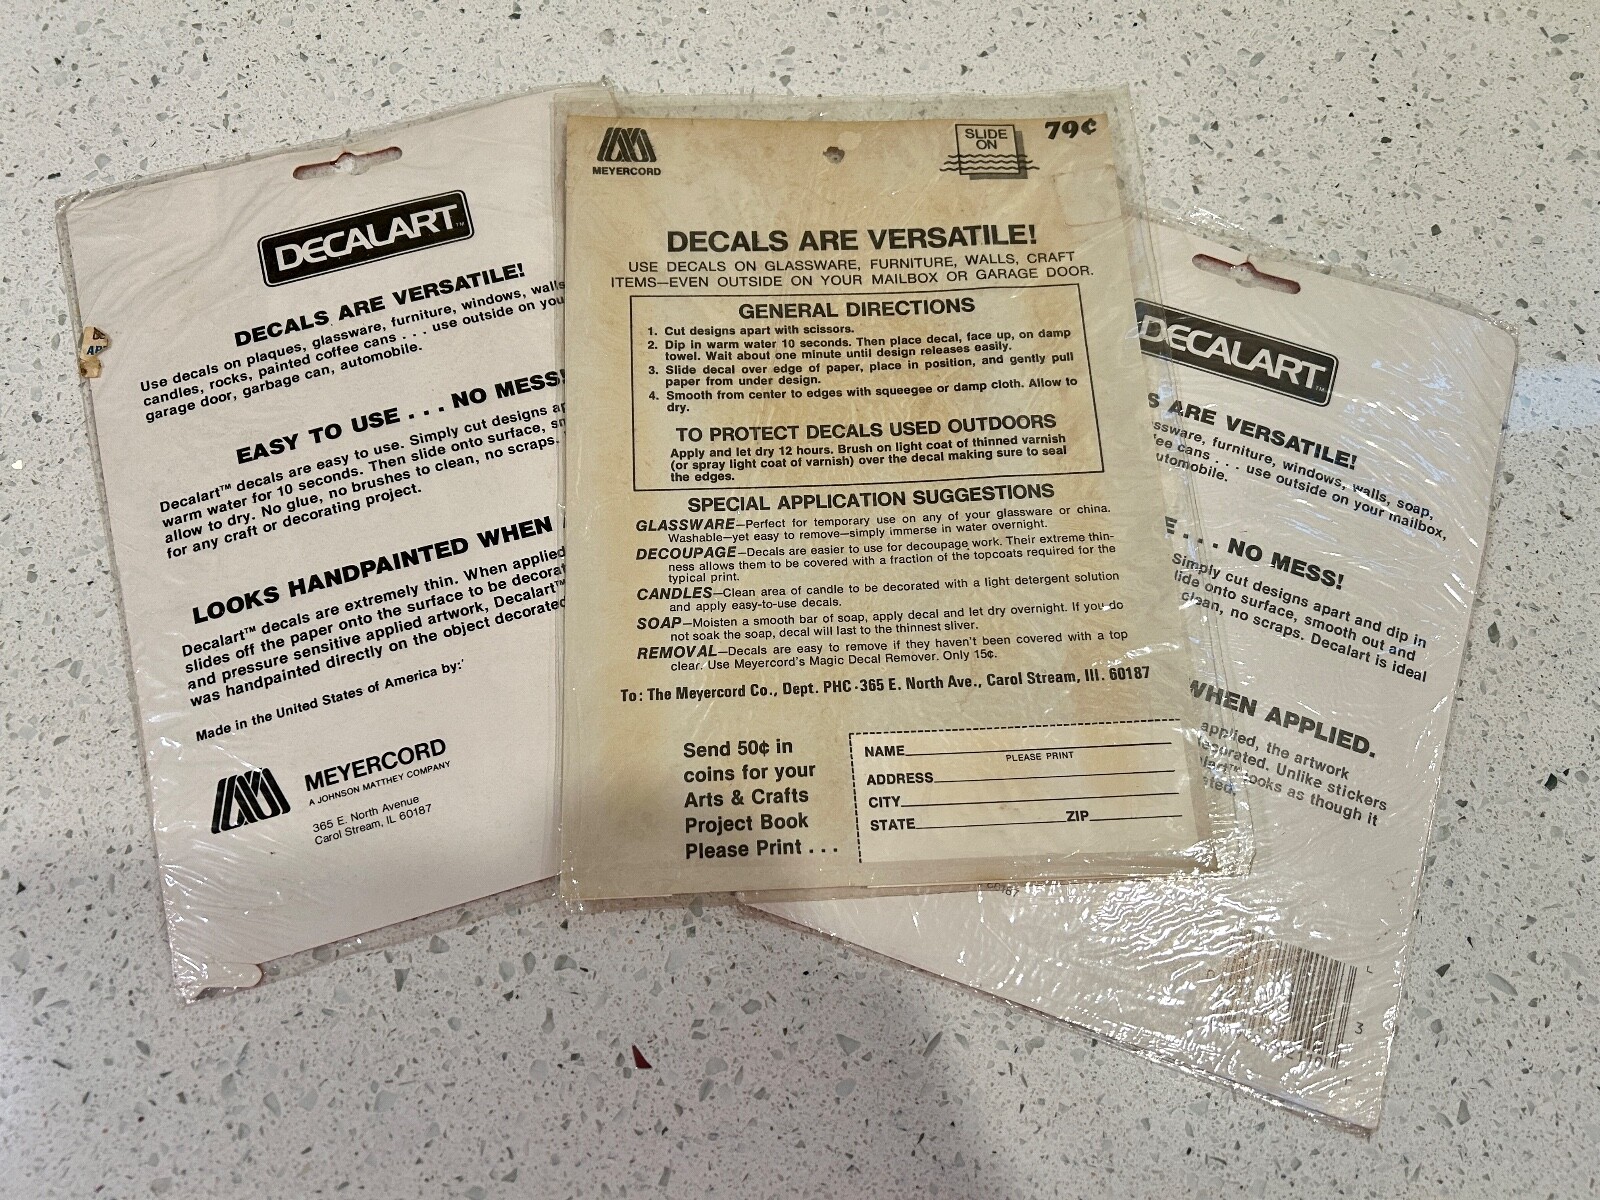 DECALART™
DECALS ARE VERSATILE!
Use decals on plaques, glassware, furniture, windows, walls
candles, rocks, painted coffee cans . . . use outside on you
garage door, garbage can, automobile.
EASY TO USE . . . NO MESS!
Decalart™ decals are easy to use. Simply cut designs ap
warm water for 10 seconds. Then slide onto surface, sm
allow to dry. No glue, no brushes to clean, no scraps.
for any craft or decorating project.
LOOKS HANDPAINTED WHEN
Decalart™ decals are extremely thin. When applied
slides off the paper onto the surface to be decorat
and pressure sensitive applied artwork, Decalart™
was handpainted directly on the object decorated
Made in the United States of America by:
MEYERCORD
A JOHNSON MATTHEY COMPANY
365 E. North Avenue
Carol Stream, IL 60187
MEYERCORD
SLIDE
ON
79¢
DECALS ARE VERSATILE!
USE DECALS ON GLASSWARE, FURNITURE, WALLS, CRAFT
ITEMS—EVEN OUTSIDE ON YOUR MAILBOX OR GARAGE DOOR.
GENERAL DIRECTIONS
1. Cut designs apart with scissors.
2. Dip in warm water 10 seconds. Then place decal, face up, on damp
towel. Wait about one minute until design releases easily.
3. Slide decal over edge of paper, place in position, and gently pull
paper from under design.
4. Smooth from center to edges with squeegee or damp cloth. Allow to
dry.
TO PROTECT DECALS USED OUTDOORS
Apply and let dry 12 hours. Brush on light coat of thinned varnish
(or spray light coat of varnish) over the decal making sure to seal
the edges.
SPECIAL APPLICATION SUGGESTIONS
GLASSWARE—Perfect for temporary use on any of your glassware or china.
Washable—yet easy to remove—simply immerse in water overnight.
DECOUPAGE—Decals are easier to use for decoupage work. Their extreme thin-
ness allows them to be covered with a fraction of the topcoats required for the
typical print.
CANDLES—Clean area of candle to be decorated with a light detergent solution
and apply easy-to-use decals.
SOAP—Moisten a smooth bar of soap, apply decal and let dry overnight. If you do
not soak the soap, decal will last to the thinnest sliver.
REMOVAL—Decals are easy to remove if they haven't been covered with a top
clear. Use Meyercord's Magic Decal Remover. Only 15¢.
To: The Meyercord Co., Dept. PHC-365 E. North Ave., Carol Stream, Ill. 60187
Send 50¢ in
coins for your
Arts & Crafts
Project Book
Please Print . . .
NAME
PLEASE PRINT
ADDRESS
CITY
STATE ZIP
DECALART™
S ARE VERSATILE!
ssware, furniture, windows, walls, soap,
fee cans . . . use outside on your mailbox,
utomobile.
E . . . NO MESS!
Simply cut designs apart and dip in
lide onto surface, smooth out and
clean, no scraps. Decalart is ideal
WHEN APPLIED.
applied, the artwork
ecorated. Unlike stickers
lart™ looks as though it
ted.
60187
3